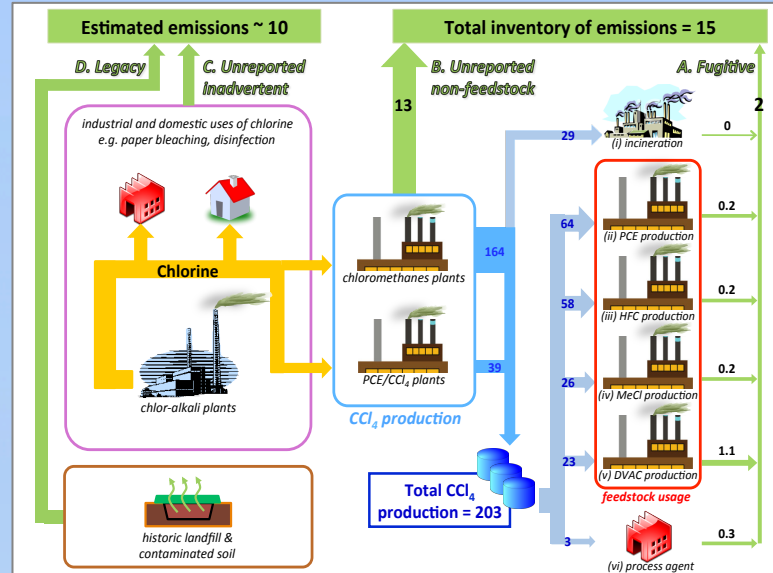 Estimated emissions ~ 10
Total inventory of emissions = 15
D. Legacy
C. Unreported
Inadvertent
B. Unreported
non-feedstock
A. Fugitive
13
2
industrial and domestic uses of chlorine
e.g. paper bleaching, disinfection
29
(i) incineration
0
64
(ii) PCE production
0.2
Chlorine
164
chloromethanes plants
58
(iii) HFC production
0.2
39
PCE/CCl₄ plants
26
(iv) MeCl production
0.2
chlor-alkali plants
CCl₄ production
23
(v) DVAC production
1.1
feedstock usage
Total CCl₄
production = 203
historic landfill &
contaminated soil
3
(vi) process agent
0.3